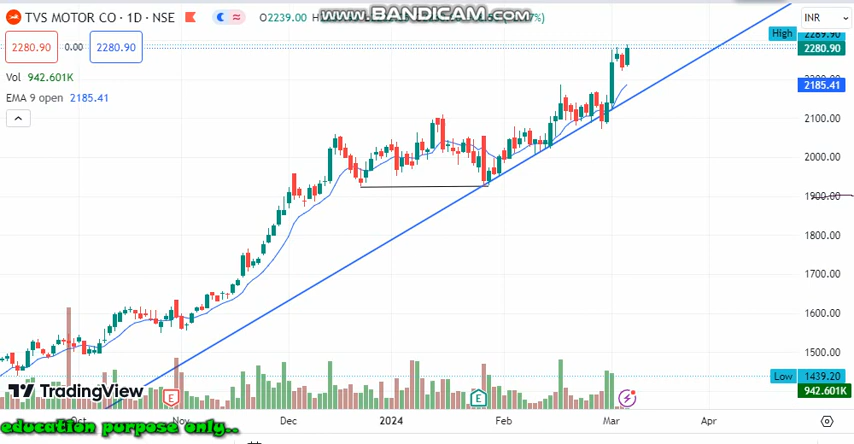 TVS MOTOR CO · 1D · NSE
O2239.00
WWW.BANDICAM.COM
INR
2280.90
0.00
2280.90
Vol 942.601K
EMA 9 open 2185.41
High 2289.90
2280.90
2200.00
2185.41
2100.00
2000.00
1900.00
1800.00
1700.00
1600.00
1500.00
Low 1439.20
942.601K
TradingView
E
E
Oct Nov Dec 2024 Feb Mar Apr
education purpose only..